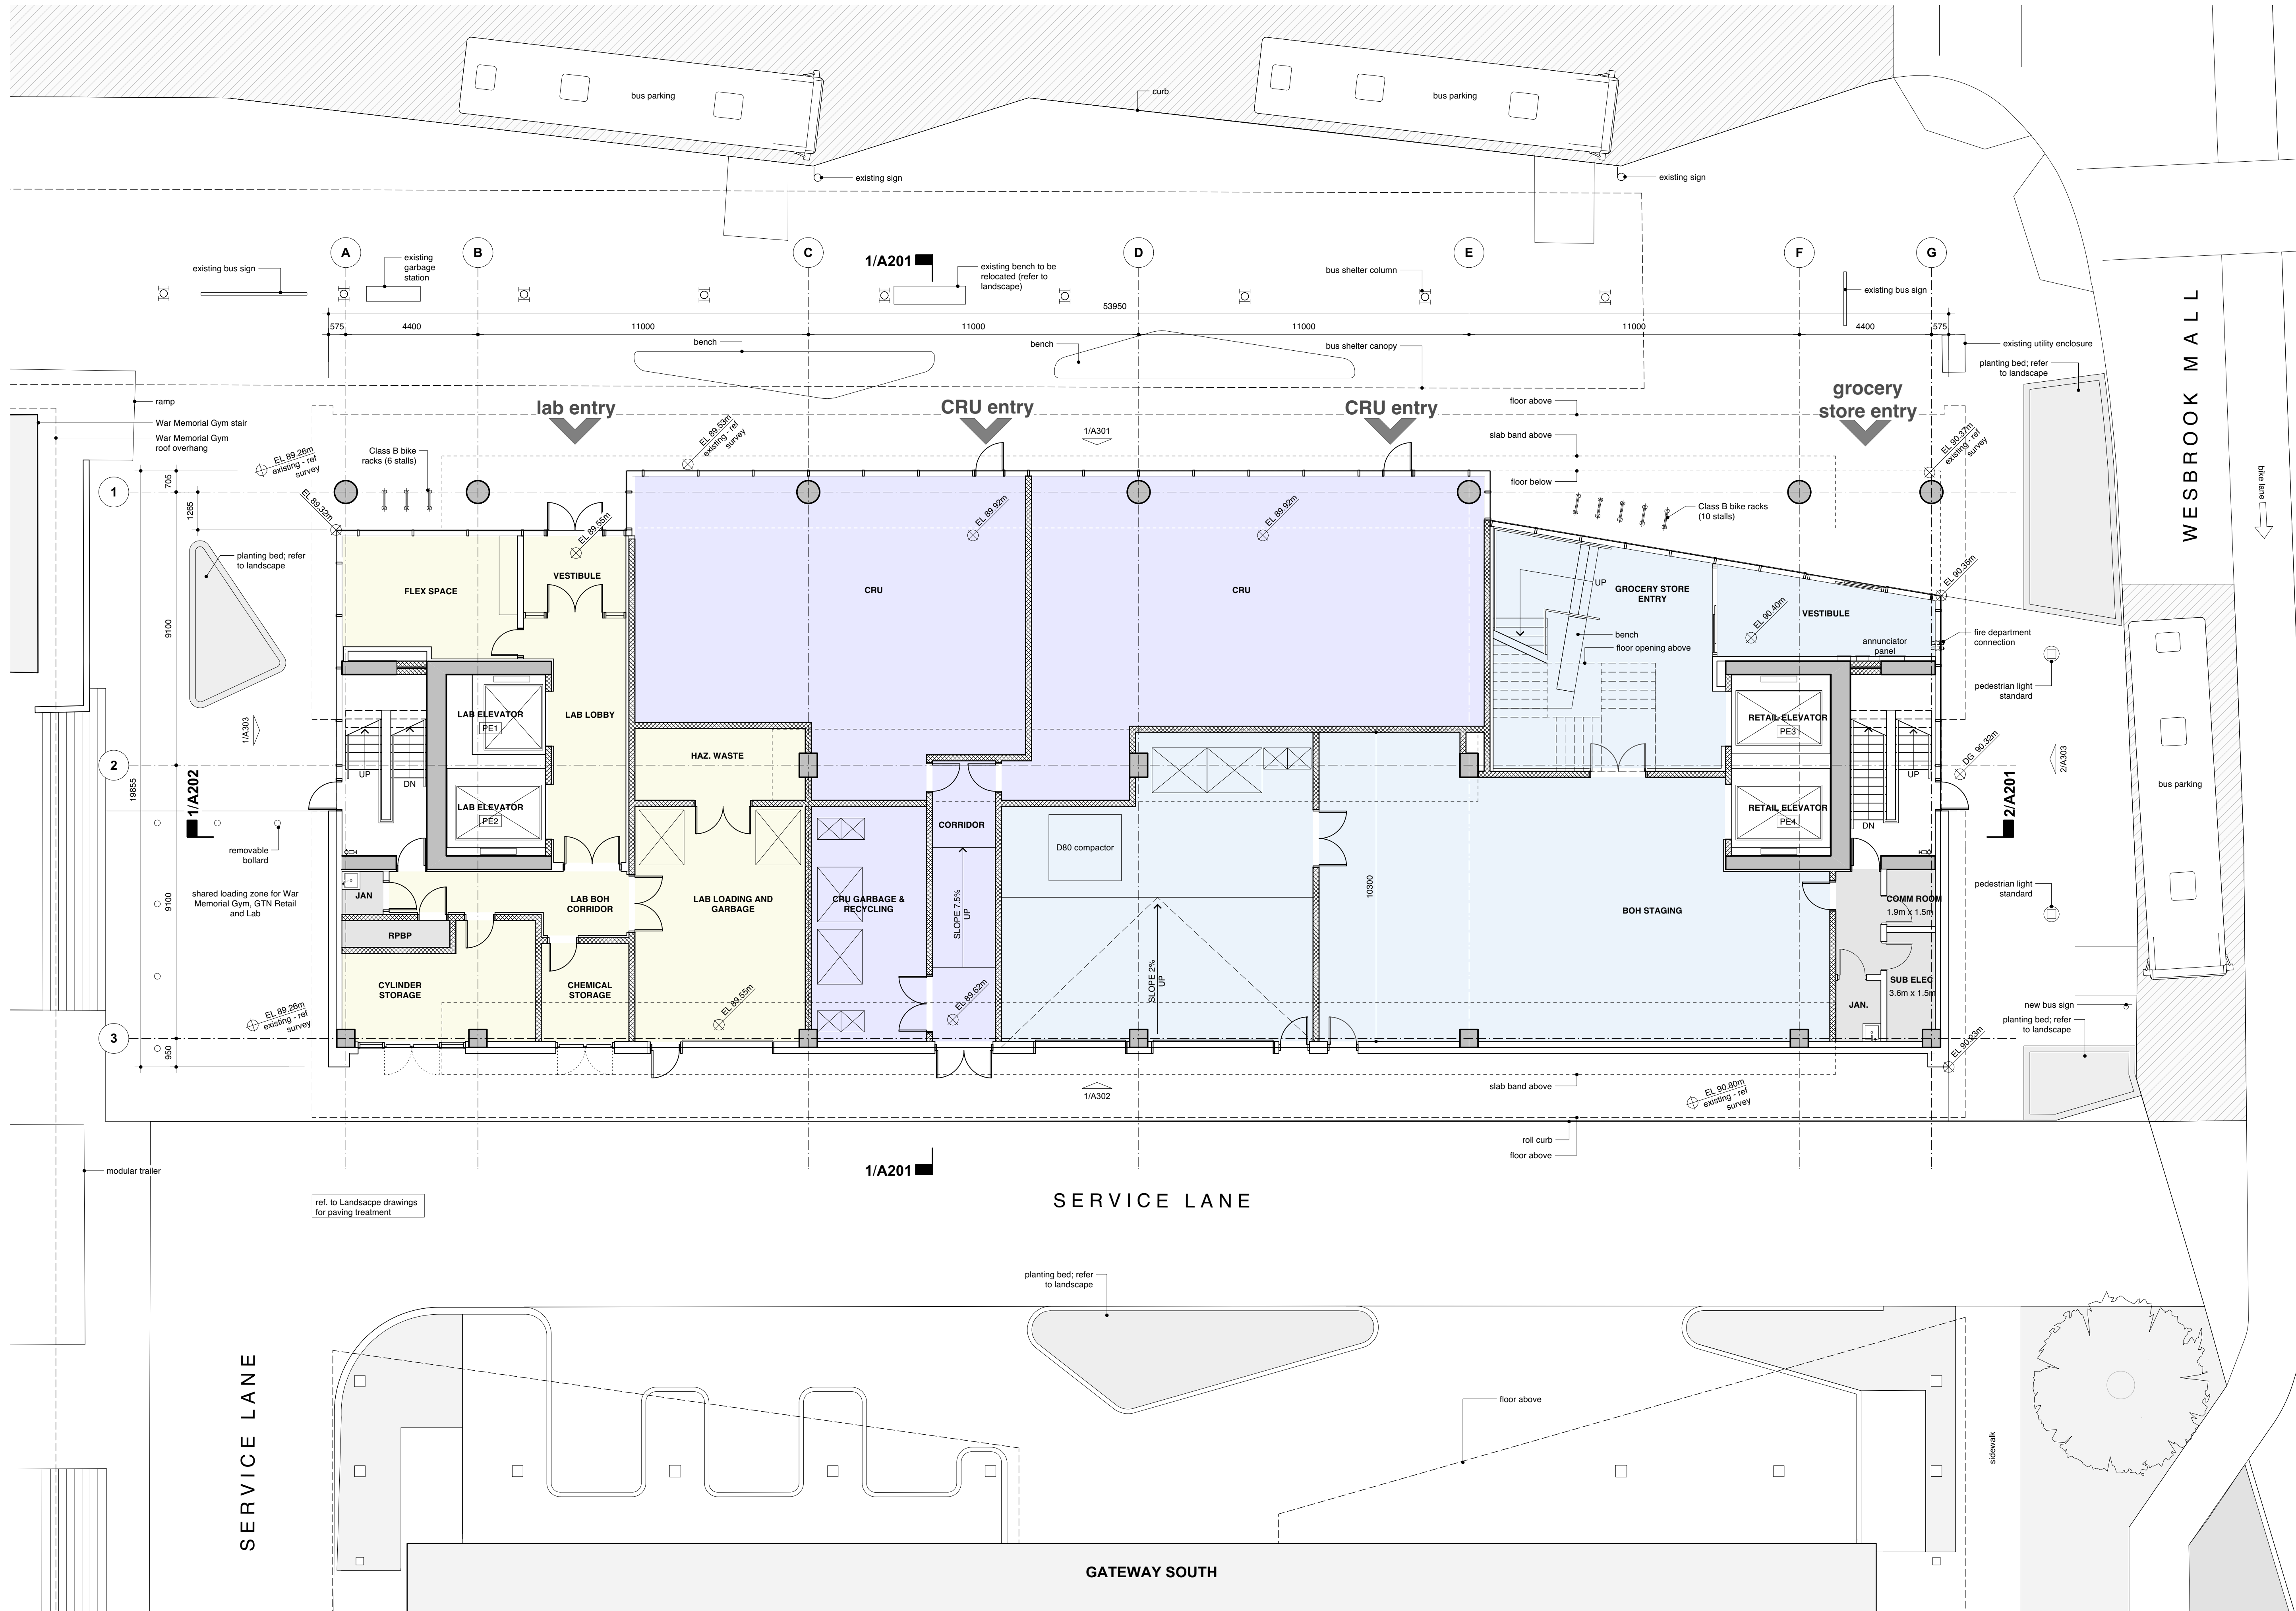 bus parking
bus parking
curb
existing sign
existing sign
WESBROOK MALL
bike lane
A
B
C
D
E
F
G
1/A201
existing bus sign
existing
garbage
station
existing bench to be
relocated (refer to
landscape)
bus shelter column
existing bus sign
53950
575
4400
11000
11000
11000
11000
4400
575
bench
bench
bus shelter canopy
existing utility enclosure
planting bed; refer
to landscape
ramp
War Memorial Gym stair
War Memorial Gym
roof overhang
lab entry
CRU entry
CRU entry
grocery
store entry
floor above
slab band above
floor below
1/A301
EL 89.53m
existing - ref
survey
EL 90.37m
existing - ref
survey
EL 89.26m
existing - ref
survey
Class B bike
racks (6 stalls)
1
705
1265
EL 89.32m
EL 89.55m
EL 89.92m
EL 89.92m
Class B bike racks
(10 stalls)
EL 90.35m
planting bed; refer
to landscape
FLEX SPACE
VESTIBULE
CRU
CRU
UP
GROCERY STORE
ENTRY
VESTIBULE
EL 90.40m
bench
floor opening above
annunciator
panel
fire department
connection
9100
pedestrian light
standard
LAB ELEVATOR
PE1
LAB LOBBY
RETAIL ELEVATOR
PE3
1/A303
2/A303
HAZ. WASTE
2
UP
DN
UP
DN
DG 90.32m
19855
1/A202
2/A201
bus parking
LAB ELEVATOR
PE2
RETAIL ELEVATOR
PE4
CORRIDOR
D80 compactor
removable
bollard
shared loading zone for War
Memorial Gym, GTN Retail
and Lab
9100
JAN
RPBP
LAB BOH
CORRIDOR
LAB LOADING AND
GARBAGE
CRU GARBAGE &
RECYCLING
SLOPE 7.5%
UP
10300
BOH STAGING
COMM ROOM
1.9m x 1.5m
pedestrian light
standard
CYLINDER
STORAGE
CHEMICAL
STORAGE
EL 89.55m
EL 89.62m
SLOPE 2%
UP
SUB ELEC
3.6m x 1.5m
JAN.
new bus sign
planting bed; refer
to landscape
EL 89.26m
existing - ref
survey
3
950
EL 90.23m
1/A302
slab band above
EL 90.80m
existing - ref
survey
roll curb
floor above
modular trailer
1/A201
ref. to Landsacpe drawings
for paving treatment
SERVICE LANE
planting bed; refer
to landscape
SERVICE LANE
floor above
sidewalk
GATEWAY SOUTH